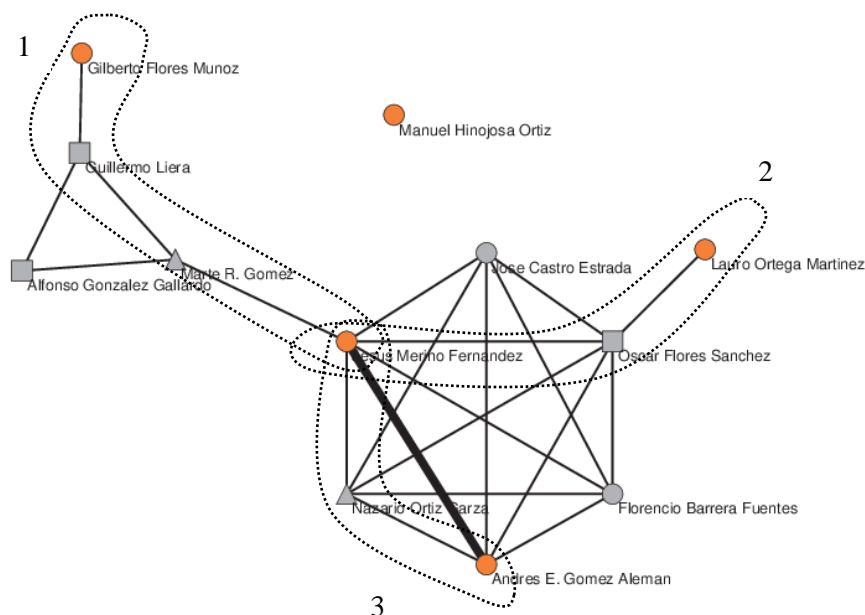 1
Gilberto Flores Munoz
Manuel Hinojosa Ortiz
Guillermo Liera
2
Jose Castro Estrada
Lauro Ortega Martinez
Marte R. Gomez
Alfonso Gonzalez Gallardo
Jesus Merino Fernandez
Oscar Flores Sanchez
Nazario Ortiz Garza
Florencio Barrera Fuentes
Andres E. Gomez Aleman
3